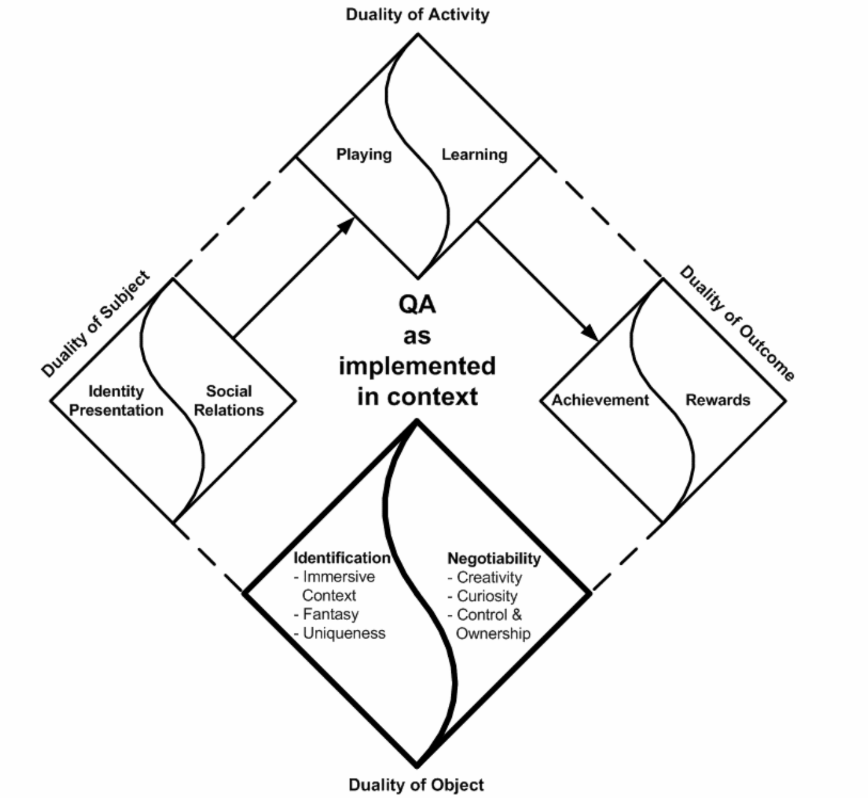 Duality of Activity
Playing
Learning
Duality of Subject
Identity
Presentation
Social
Relations
QA
as
implemented
in context
Duality of Outcome
Achievement
Rewards
Identification
- Immersive
Context
- Fantasy
- Uniqueness
Negotiability
- Creativity
- Curiosity
- Control &
Ownership
Duality of Object